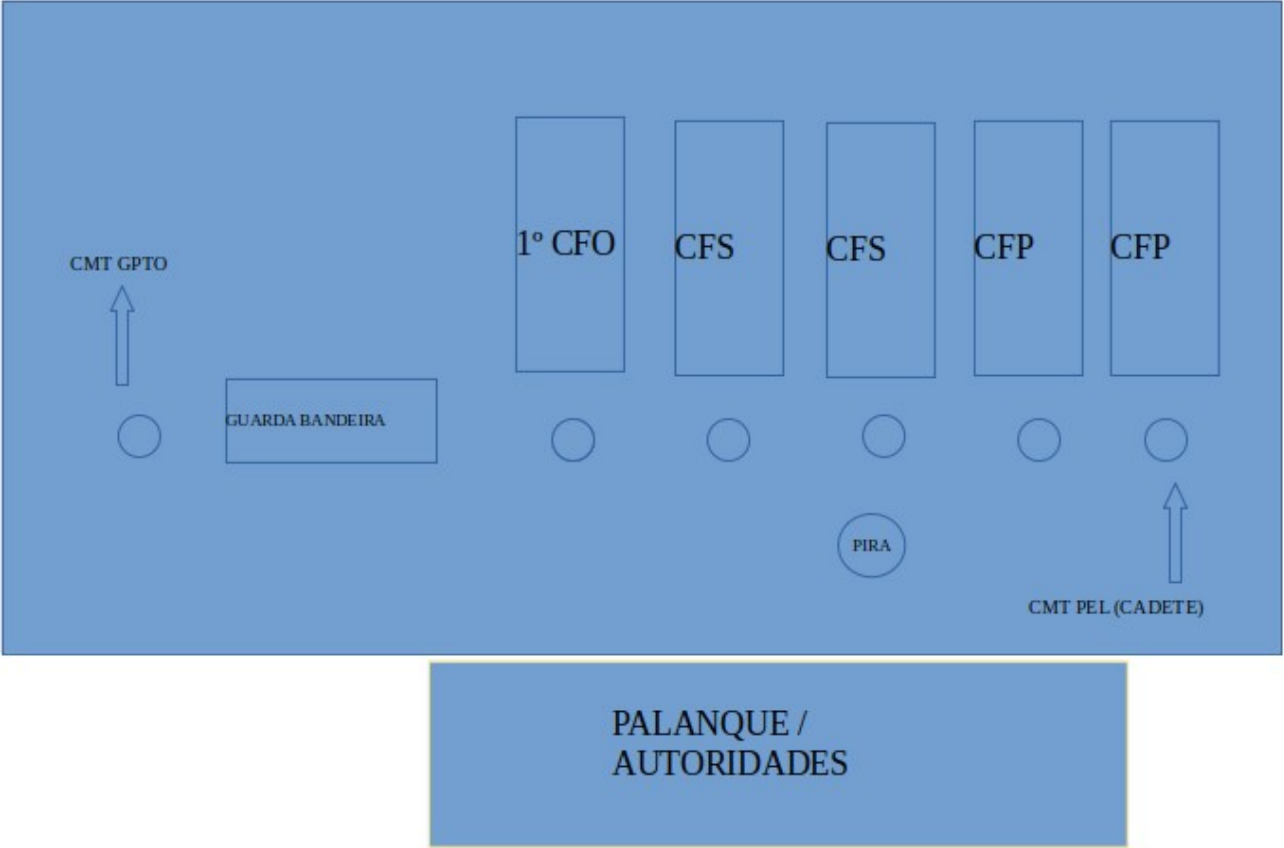 1º CFO
CFS
CFS
CFP
CFP
CMT GPTO
GUARDA BANDEIRA
PIRA
CMT PEL (CADETE)
PALANQUE /
AUTORIDADES